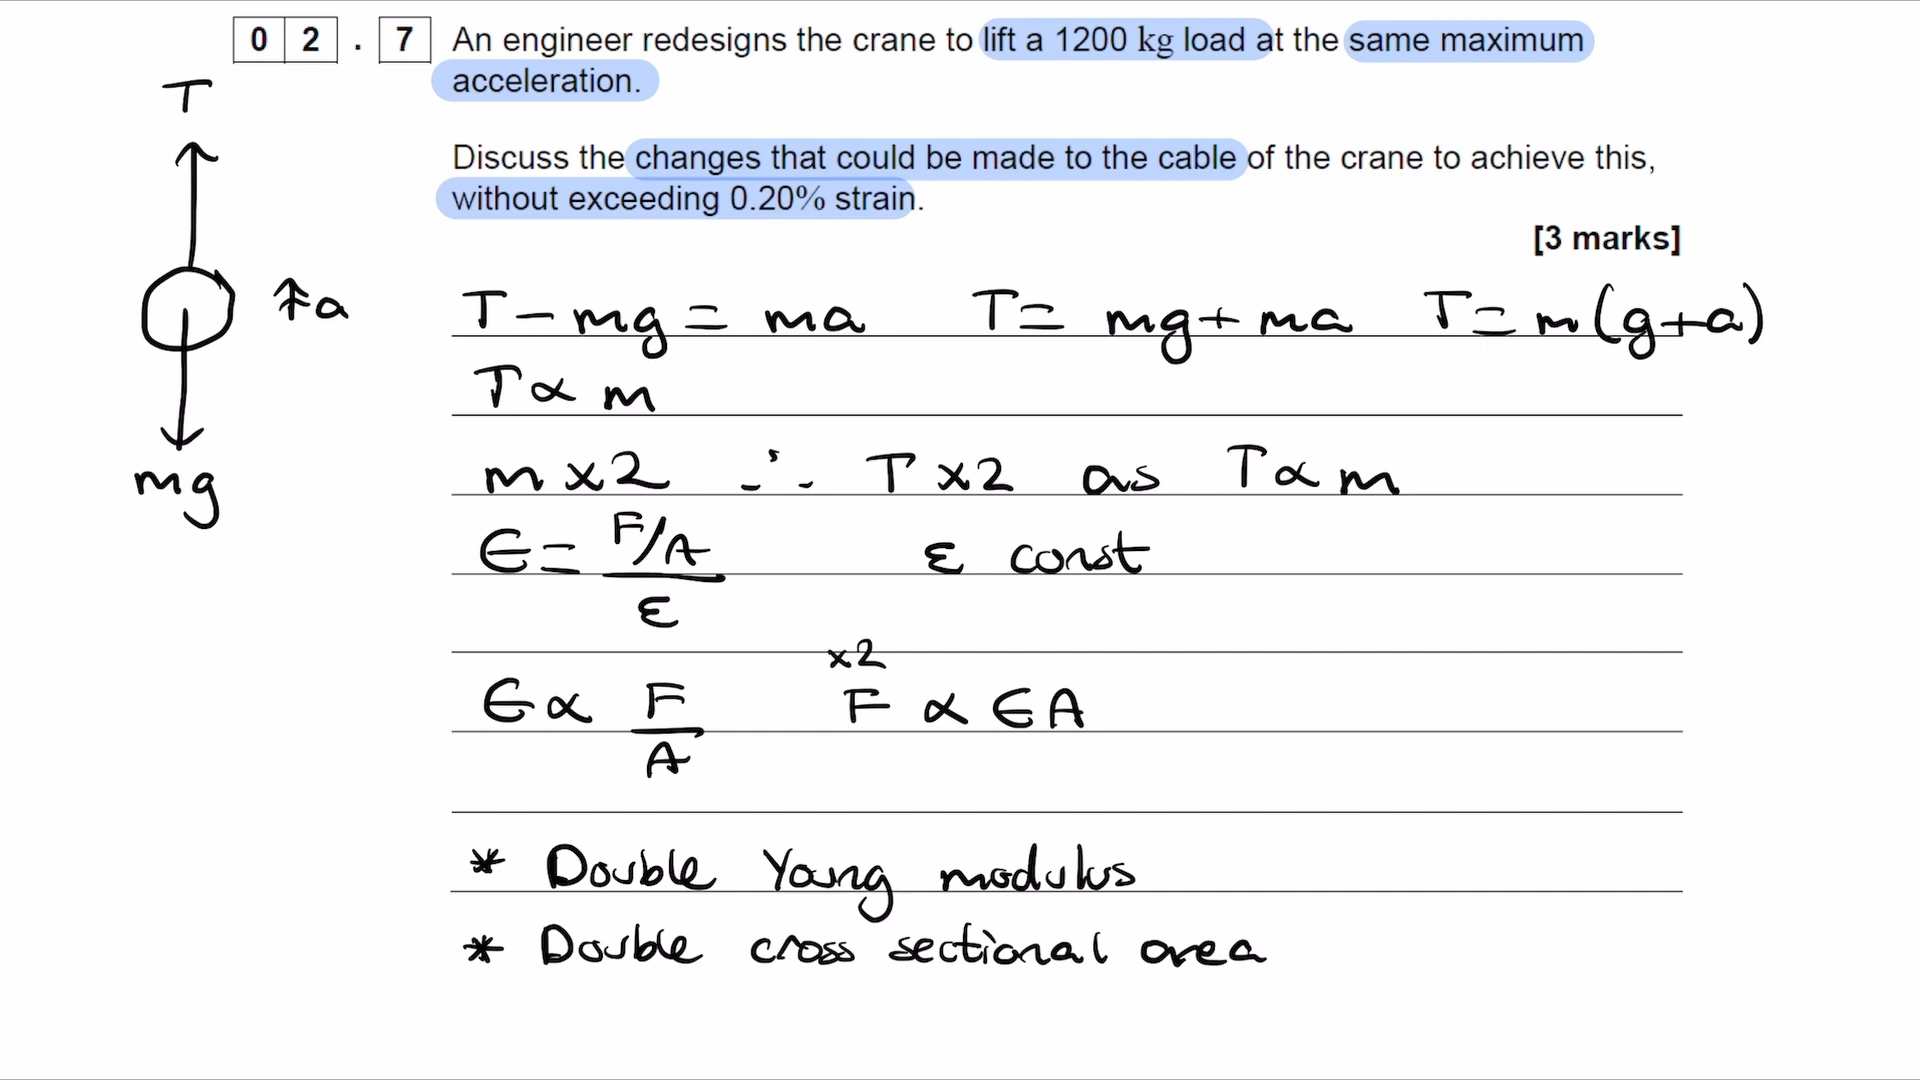 0 2 . 7 An engineer redesigns the crane to lift a 1200 kg load at the same maximum
acceleration.
Discuss the changes that could be made to the cable of the crane to achieve this,
without exceeding 0.20% strain.
[3 marks]
T
↑a
mg
T - mg = ma T = mg + ma T = m(g+a)
T ∝ m
m ×2 ∴ T ×2 as T ∝ m
E = F/A / ε ε const
×2
E ∝ F/A F ∝ EA
* Double Young modulus
* Double cross sectional area